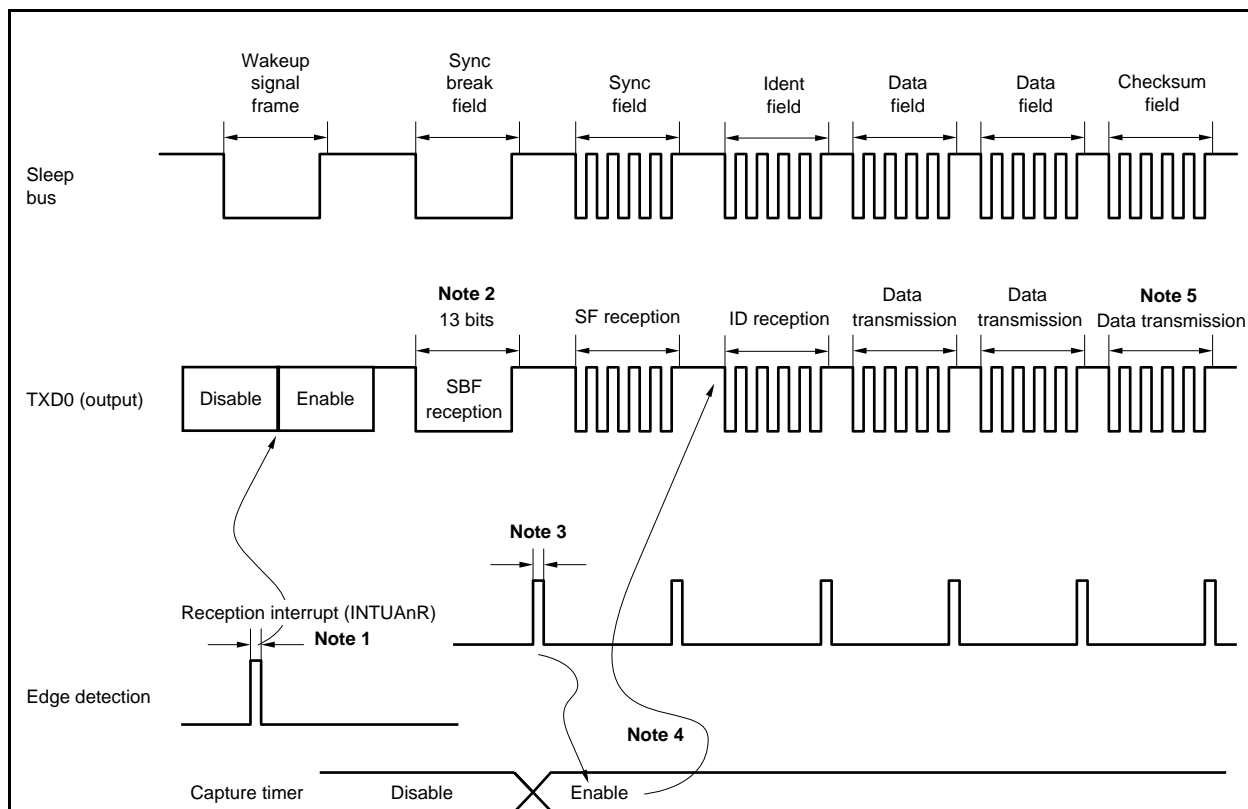 Wakeup
signal
frame
Sync
break
field
Sync
field
Ident
field
Data
field
Data
field
Checksum
field
Sleep
bus
Note 2
13 bits
SF reception
ID reception
Data
transmission
Data
transmission
Note 5
Data transmission
TXD0 (output)
Disable
Enable
SBF
reception
Note 3
Reception interrupt (INTUAnR)
Note 1
Edge detection
Note 4
Capture timer
Disable
Enable